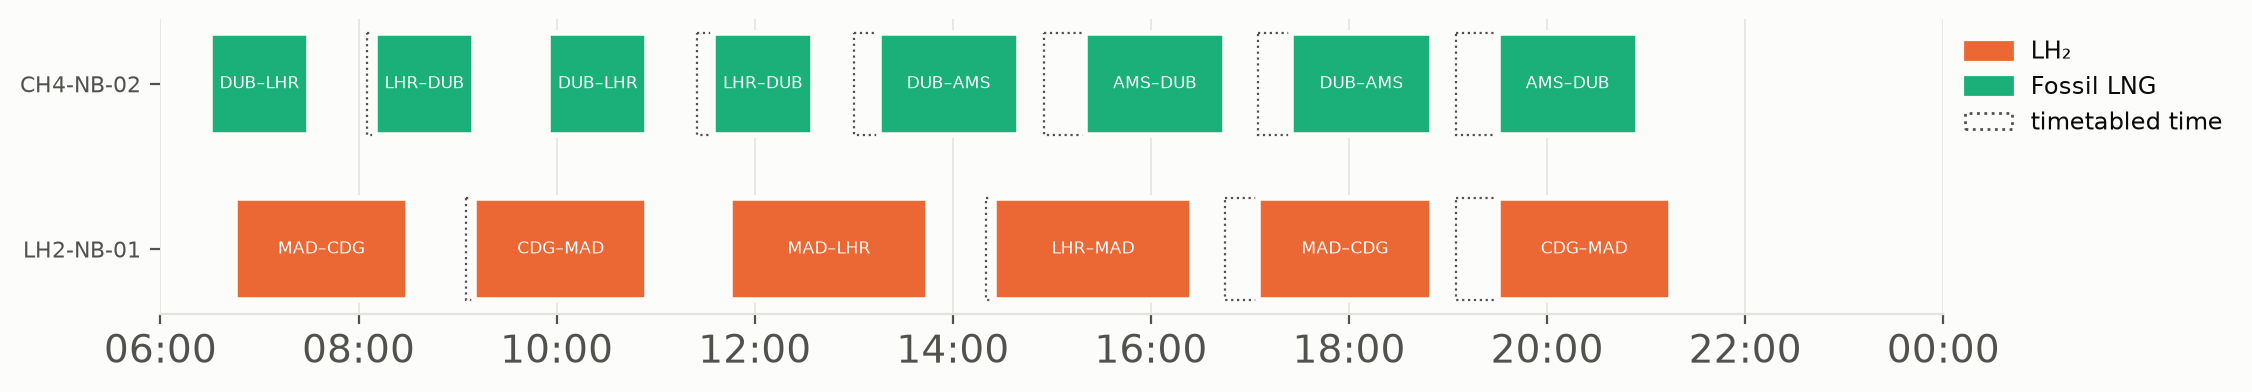 CH4-NB-02
DUB–LHR LHR–DUB DUB–LHR LHR–DUB DUB–AMS AMS–DUB DUB–AMS AMS–DUB
LH2-NB-01
MAD–CDG CDG–MAD MAD–LHR LHR–MAD MAD–CDG CDG–MAD
06:00 08:00 10:00 12:00 14:00 16:00 18:00 20:00 22:00 00:00
LH₂
Fossil LNG
timetabled time